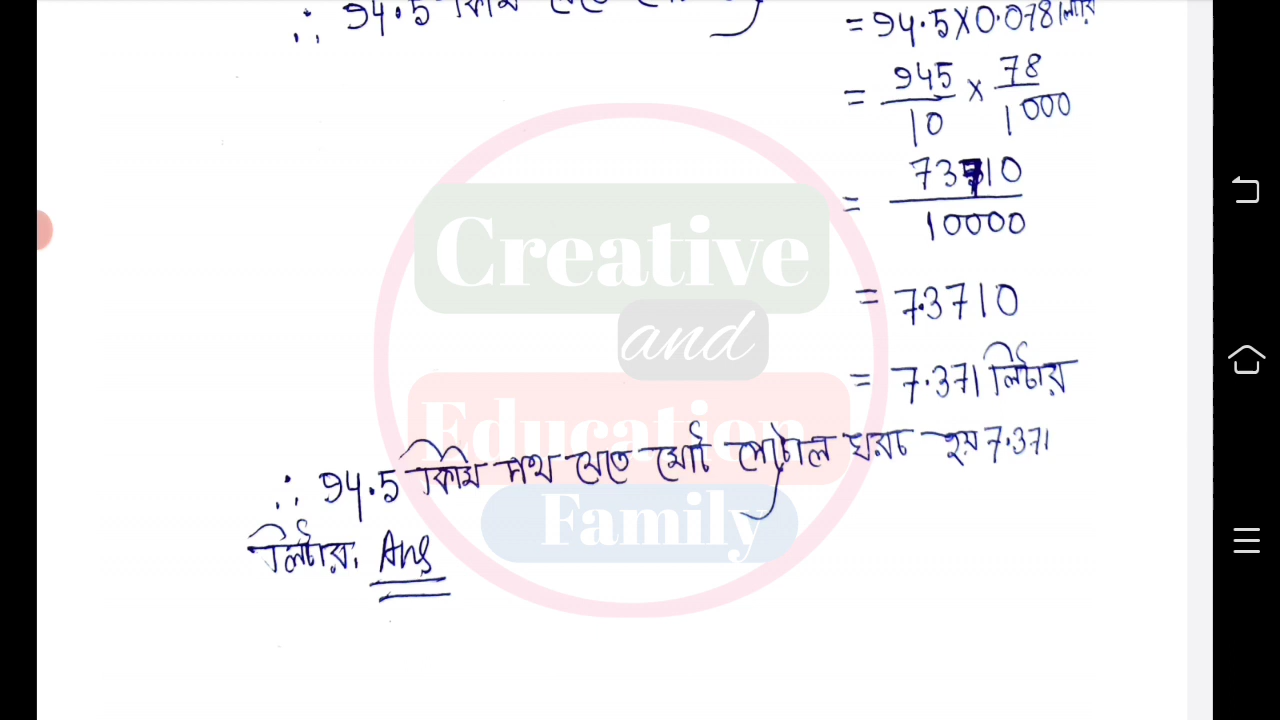 ∴ 94.5 কিমি যেতে
= 94.5 X 0.078 লিটার
= 945/10 × 78/1000
= 73710/10000
= 7.3710
= 7.371 লিটার
∴ 94.5 কিমি পথ যেতে মোট পেট্রোল খরচ হয় 7.371
লিটার। Ans
Creative
and
Education
Family